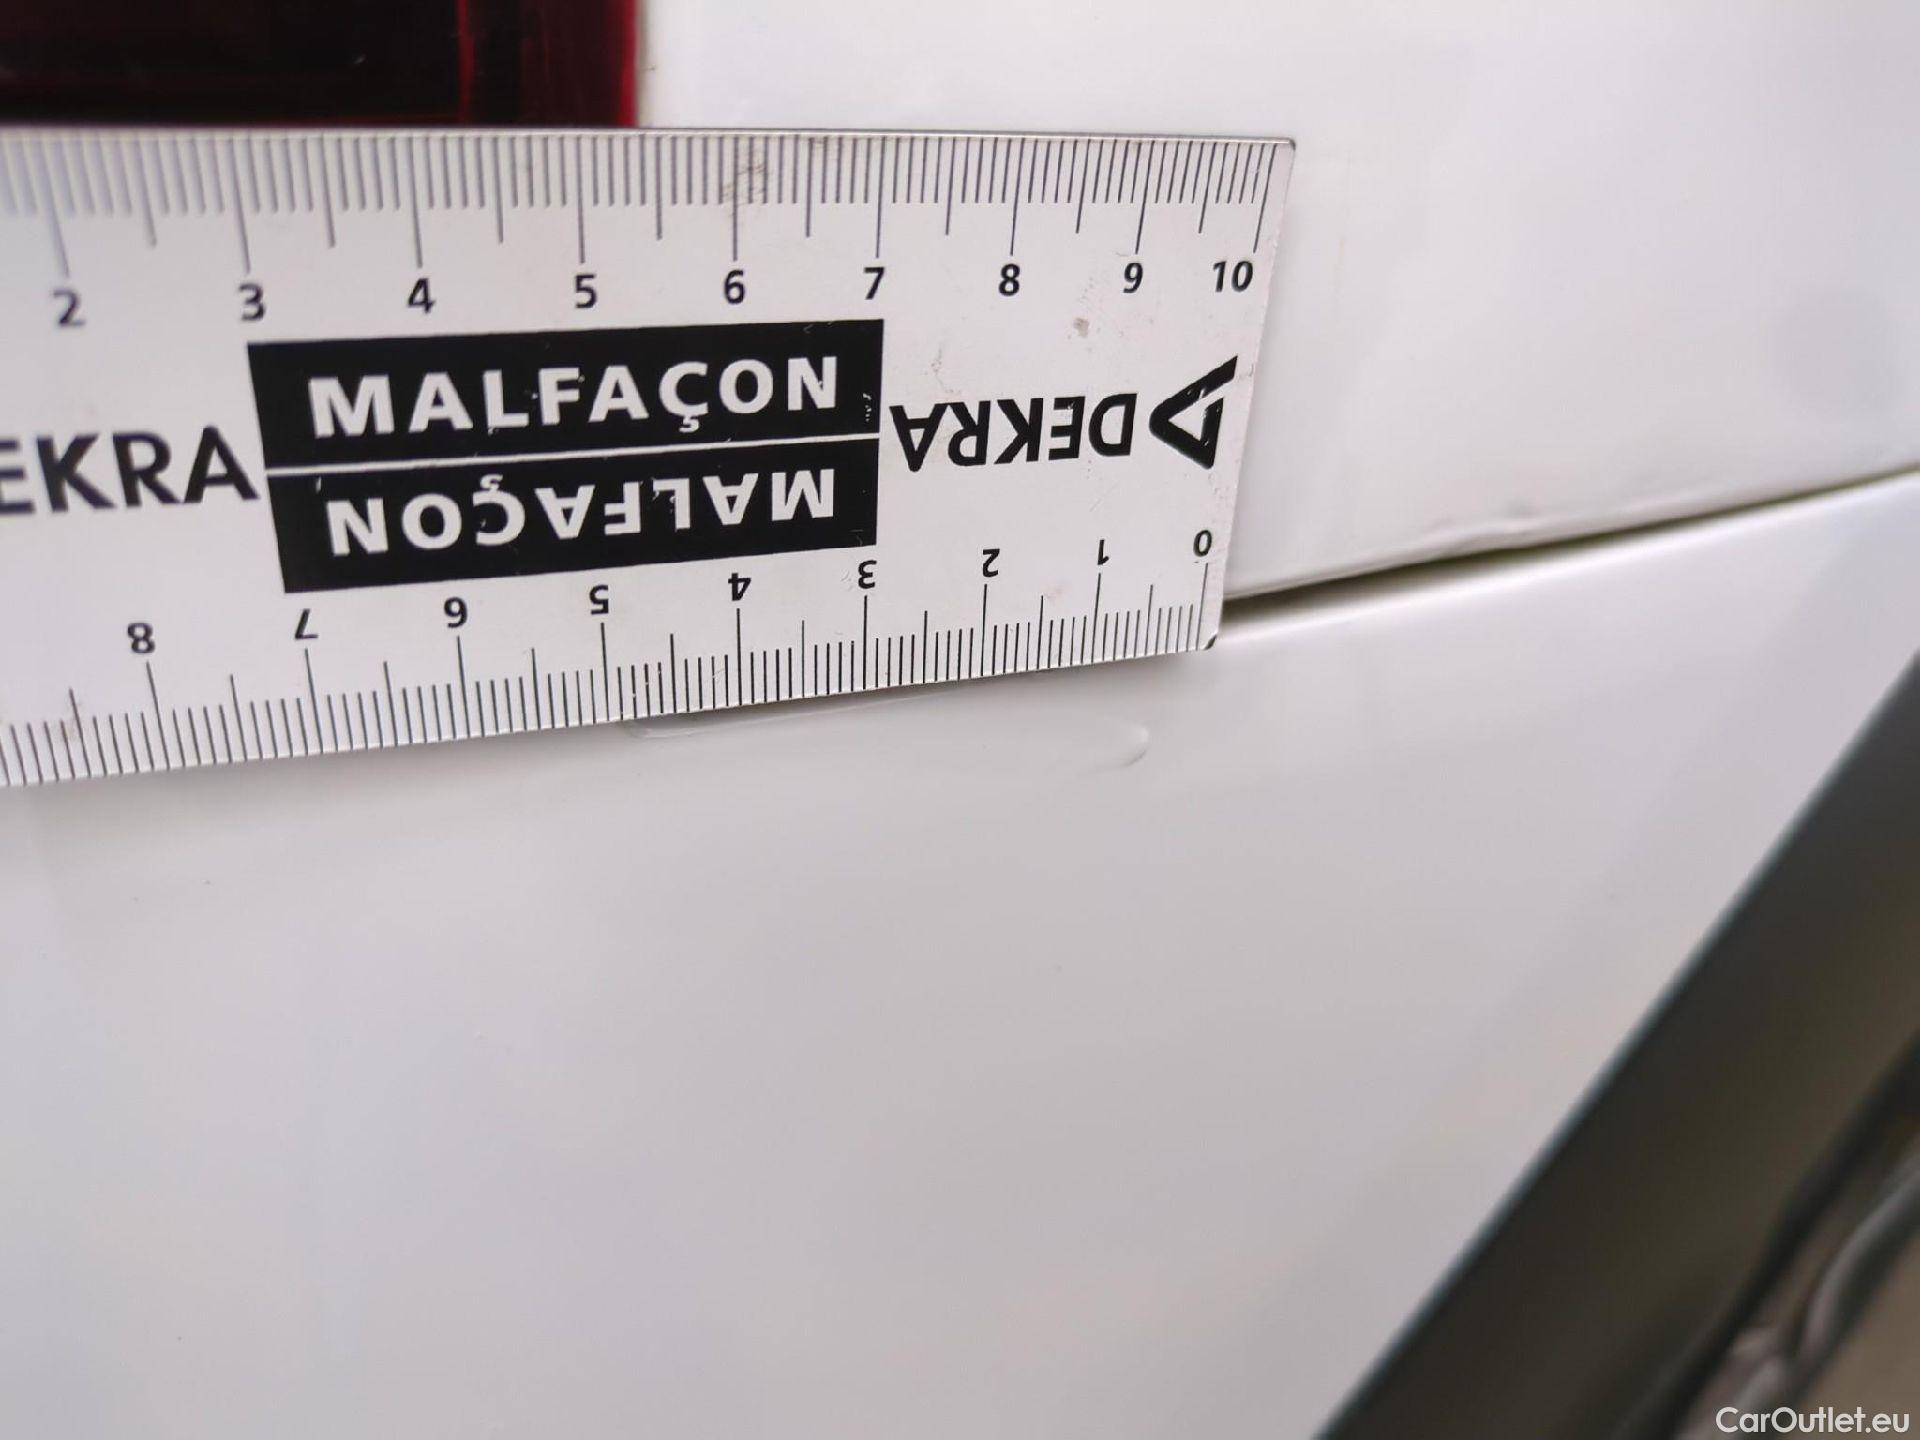 2 3 4 5 6 7 8 9 10
MALFAÇON
EKRA
DEKRA
MALFAÇON
8 7 6 5 4 3 2 1 0
CarOutlet.eu